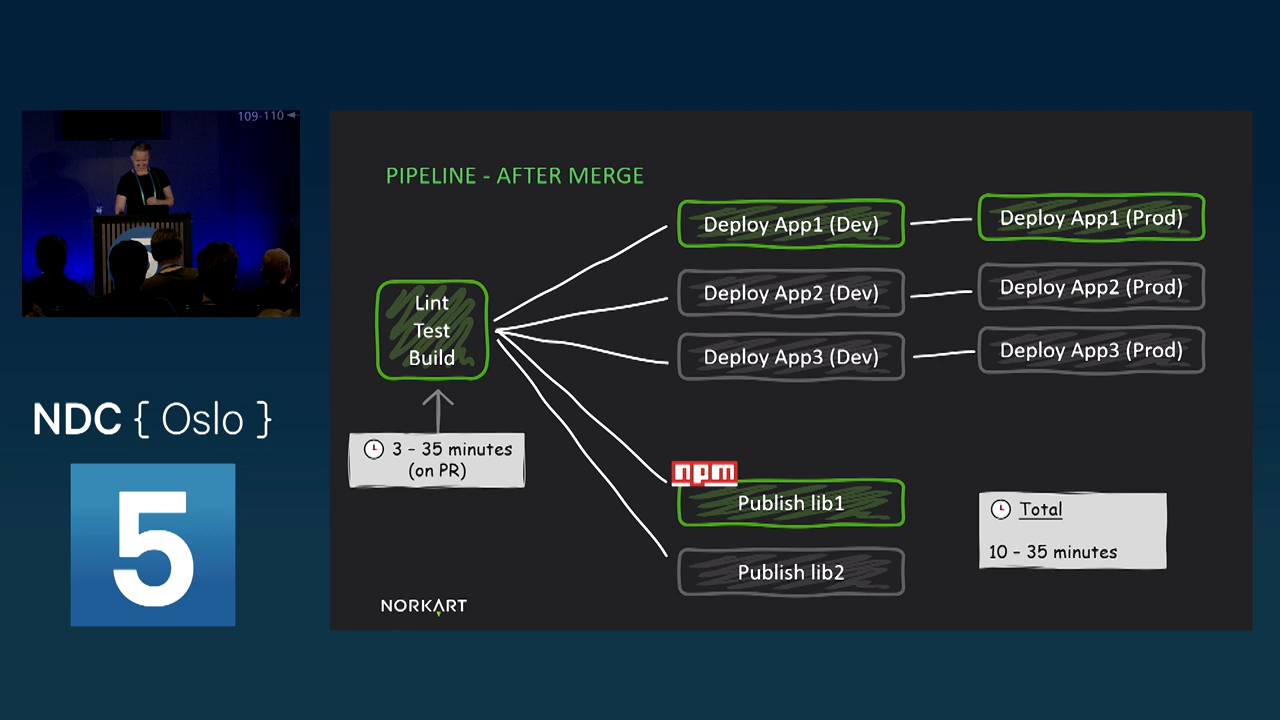 109-110
PIPELINE - AFTER MERGE
Deploy App1 (Dev)
Deploy App1 (Prod)
Deploy App2 (Dev)
Deploy App2 (Prod)
Deploy App3 (Dev)
Deploy App3 (Prod)
Lint
Test
Build
3 - 35 minutes
(on PR)
npm
Publish lib1
Publish lib2
Total
10 - 35 minutes
NORKART
NDC { Oslo }
5